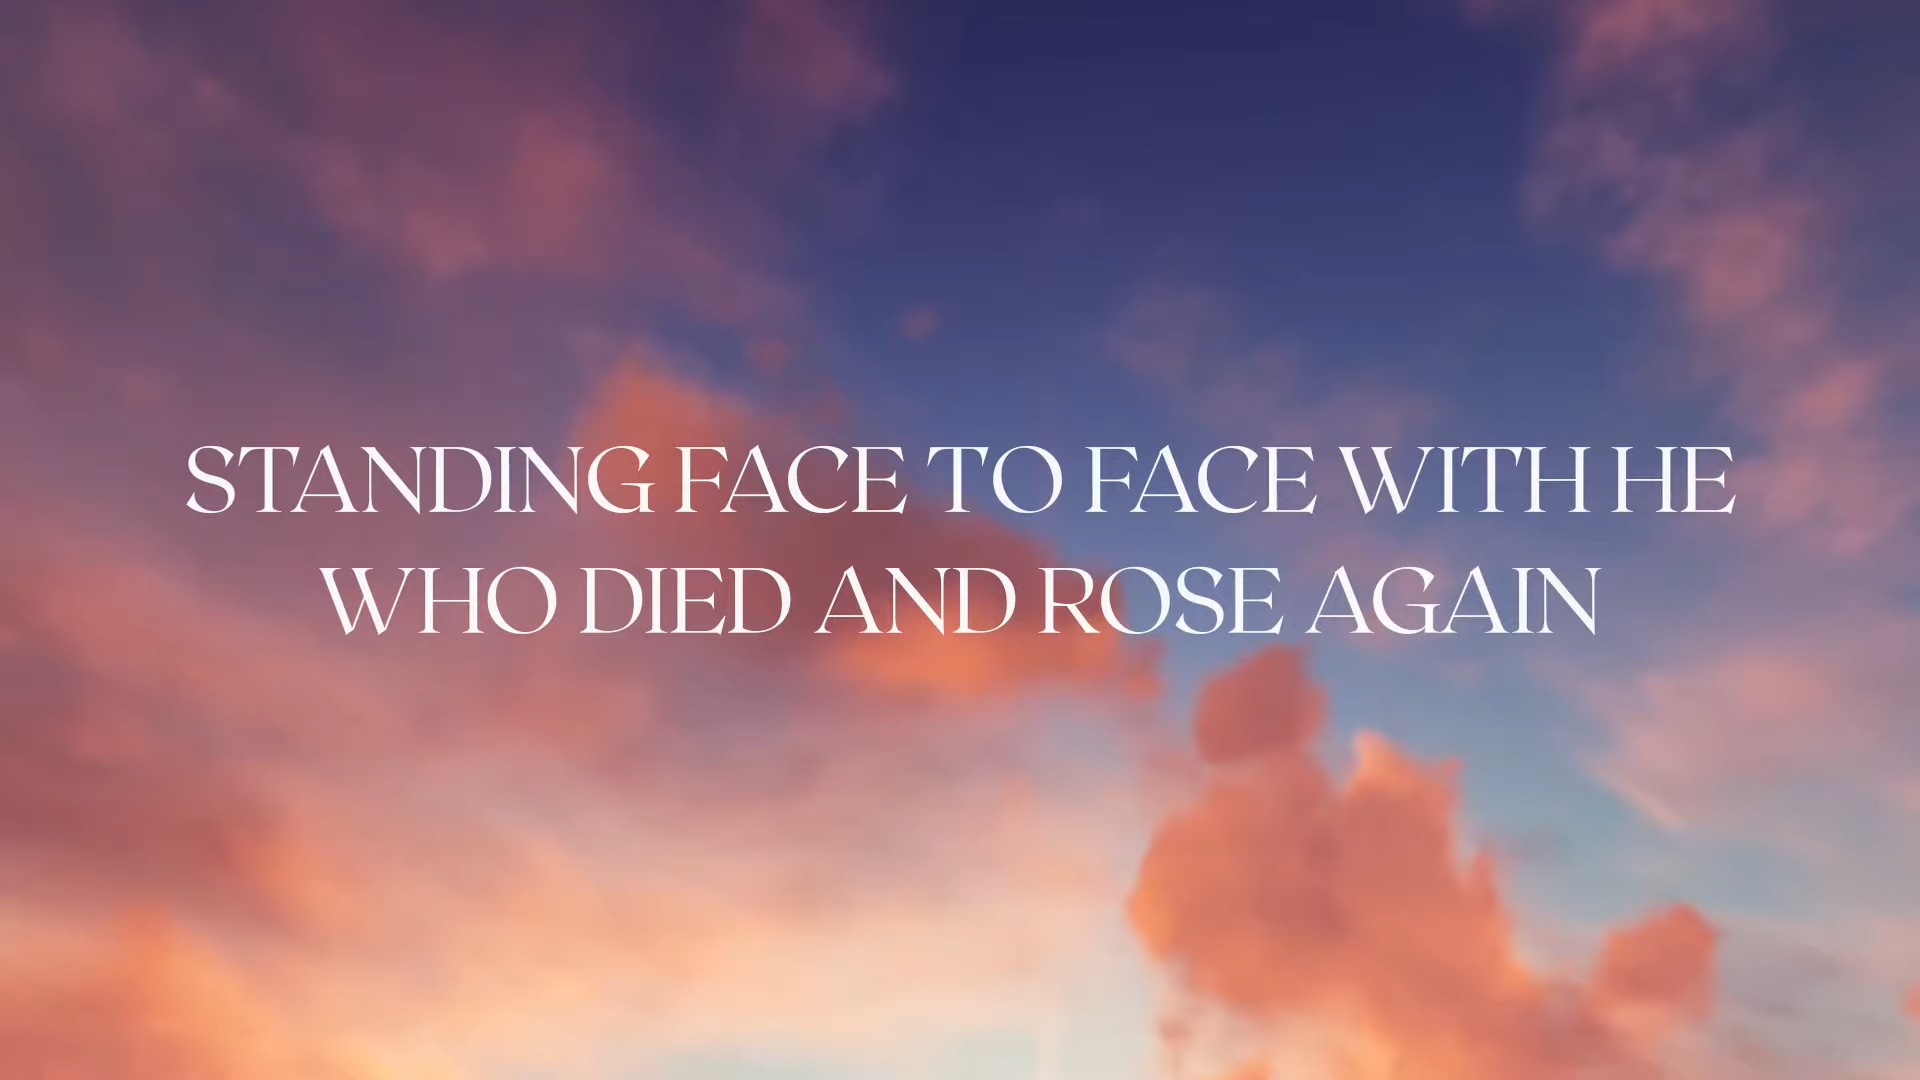 STANDING FACE TO FACE WITH HE
WHO DIED AND ROSE AGAIN